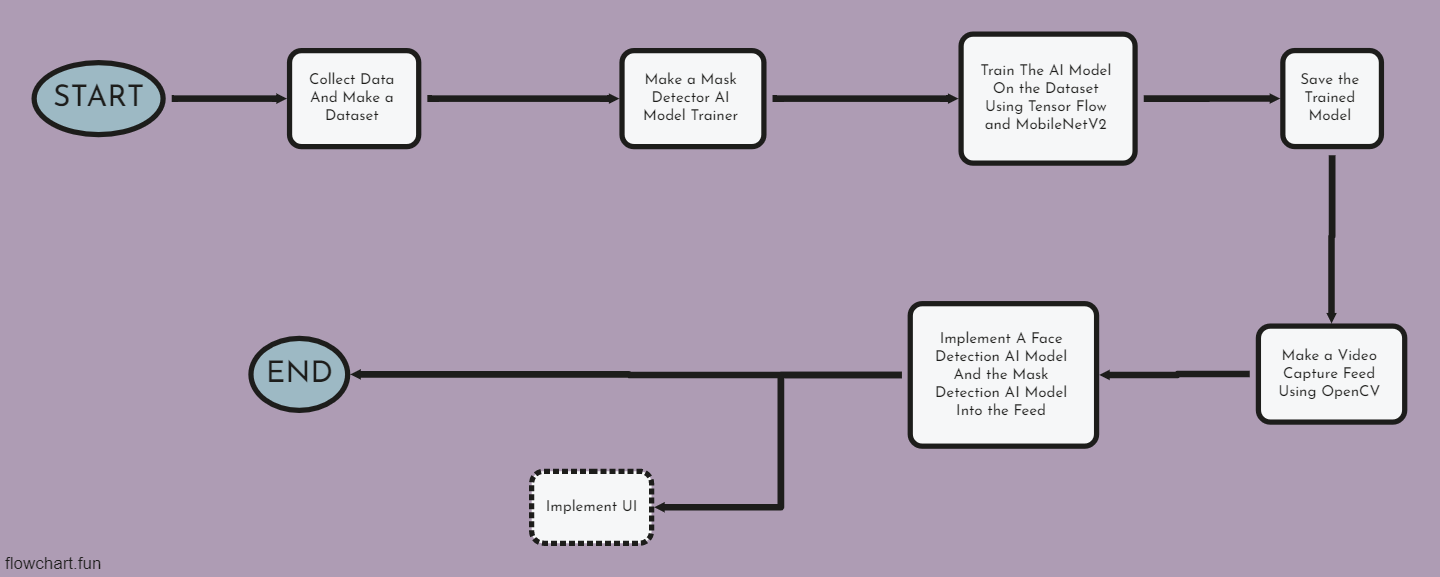 START
Collect Data
And Make a
Dataset
Make a Mask
Detector AI
Model Trainer
Train The AI Model
On the Dataset
Using Tensor Flow
and MobileNetV2
Save the
Trained
Model
Make a Video
Capture Feed
Using OpenCV
Implement A Face
Detection AI Model
And the Mask
Detection AI Model
Into the Feed
END
Implement UI
flowchart.fun